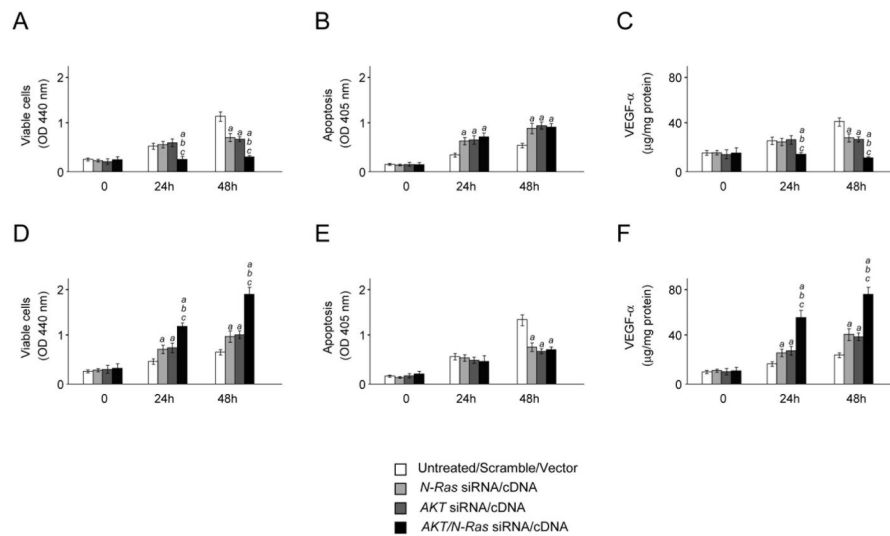 A
Viable cells
(OD 440 nm)
2
1
0
a a
a
b
c
a
b
c
0 24h 48h
B
Apoptosis
(OD 405 nm)
2
1
0
a a a
a a a
0 24h 48h
C
VEGF-α
(μg/mg protein)
80
40
0
a
b
c
a a
a
b
c
0 24h 48h
D
Viable cells
(OD 440 nm)
2
1
0
a a
a
b
c
a a
a
b
c
0 24h 48h
E
Apoptosis
(OD 405 nm)
2
1
0
a a a
0 24h 48h
F
VEGF-α
(μg/mg protein)
80
40
0
a a
a
b
c
a a
a
b
c
0 24h 48h
Untreated/Scramble/Vector
N-Ras siRNA/cDNA
AKT siRNA/cDNA
AKT/N-Ras siRNA/cDNA